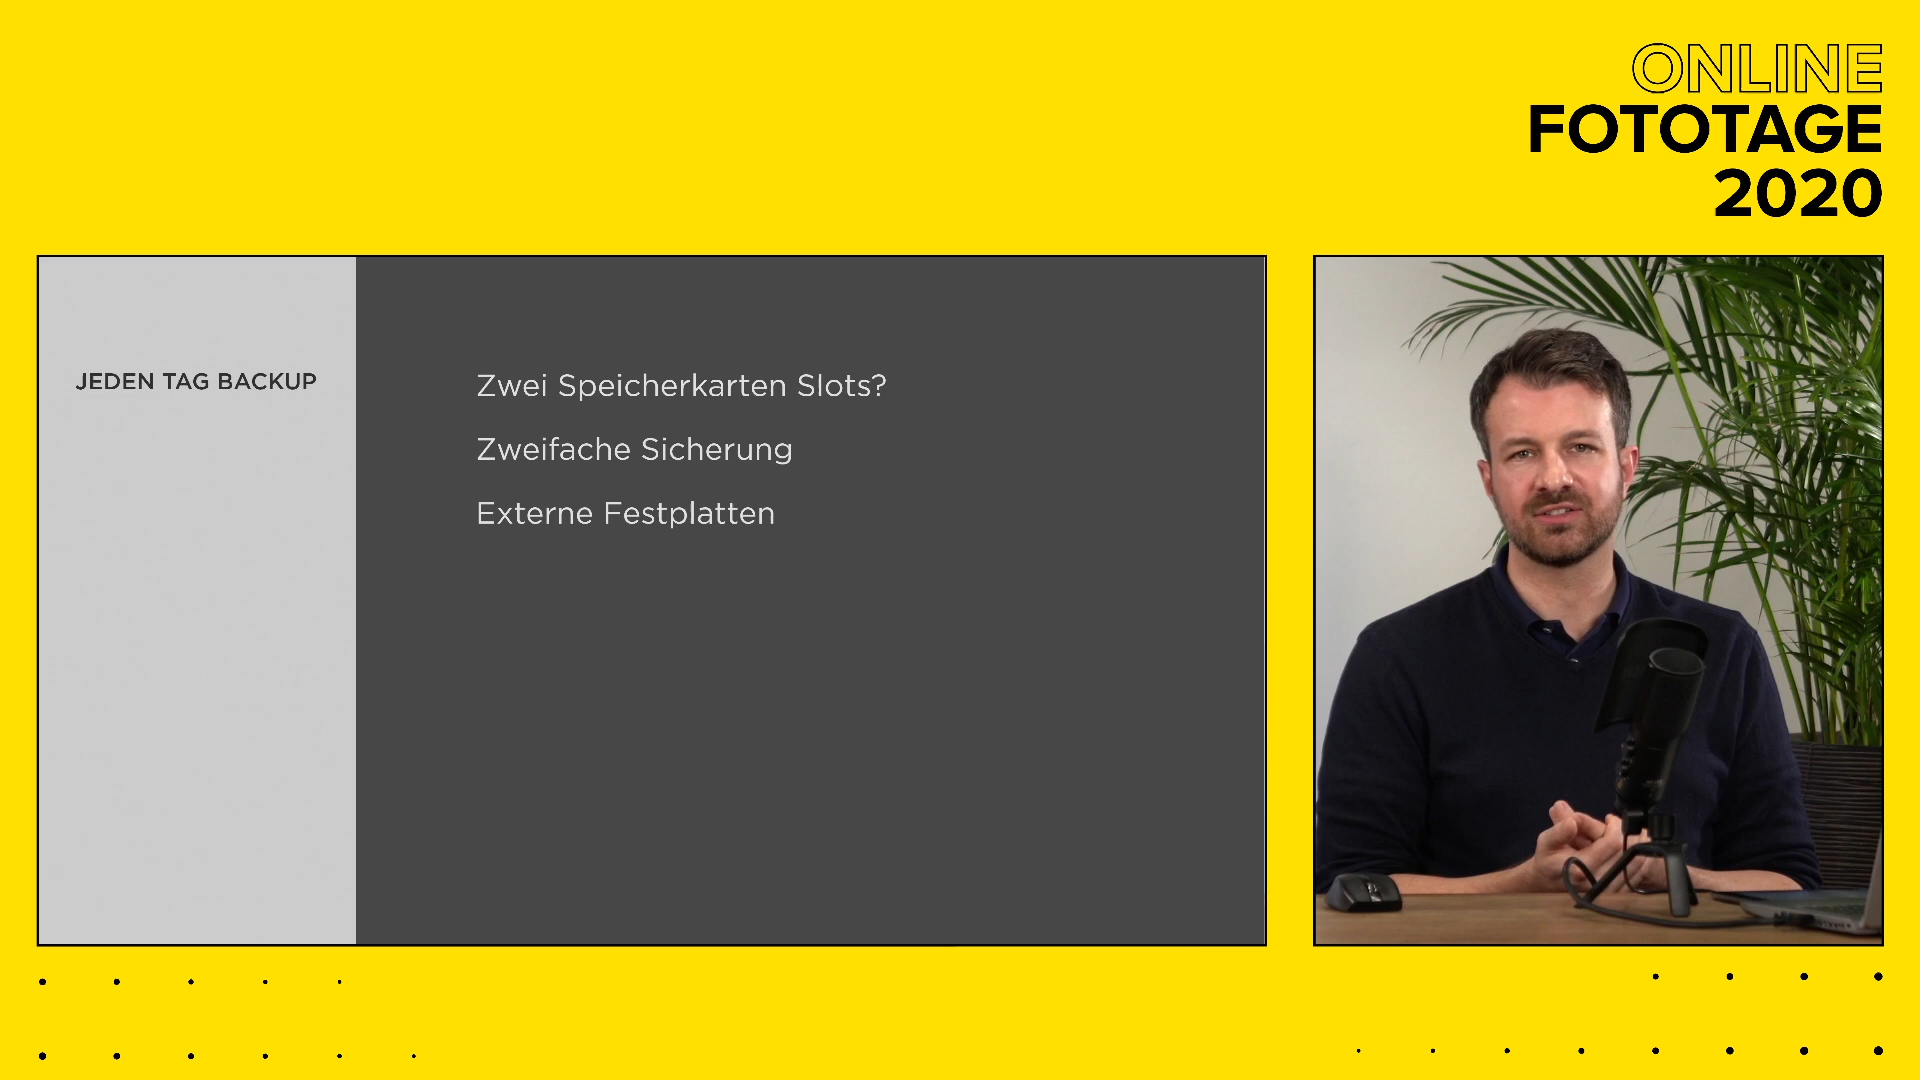 ONLINE
FOTOTAGE
2020
JEDEN TAG BACKUP
Zwei Speicherkarten Slots?
Zweifache Sicherung
Externe Festplatten